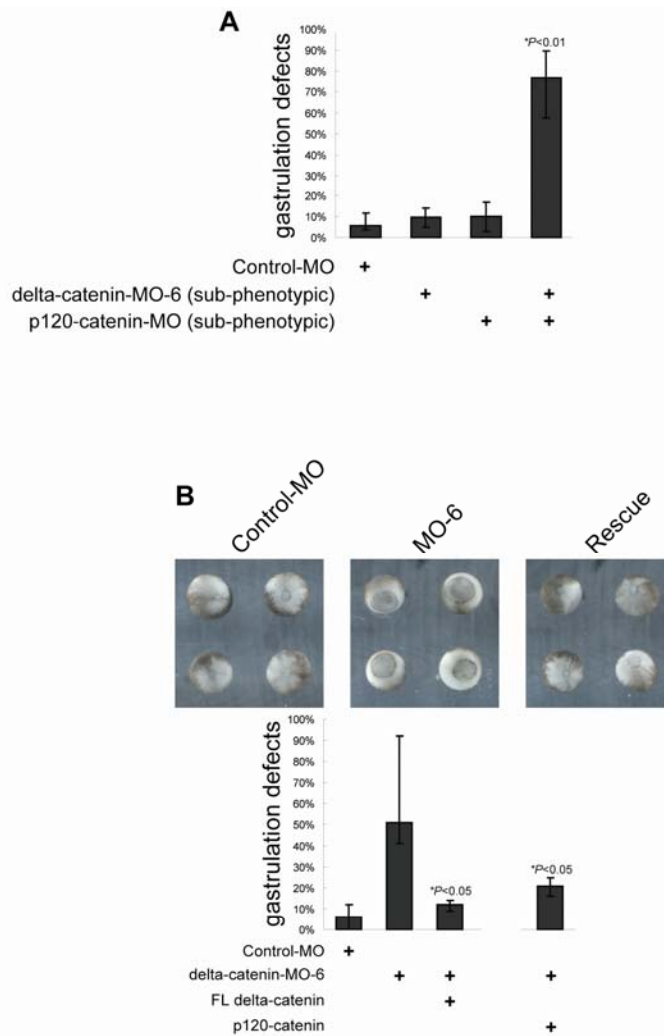 A
*P<0.01
100%
90%
80%
70%
60%
50%
40%
30%
20%
10%
0%
gastrulation defects
Control-MO +
delta-catenin-MO-6 (sub-phenotypic) + +
p120-catenin-MO (sub-phenotypic) + +
B
Control-MO
MO-6
Rescue
100%
90%
80%
70%
60%
50%
40%
30%
20%
10%
0%
gastrulation defects
*P<0.05
*P<0.05
Control-MO +
delta-catenin-MO-6 + + +
FL delta-catenin +
p120-catenin +